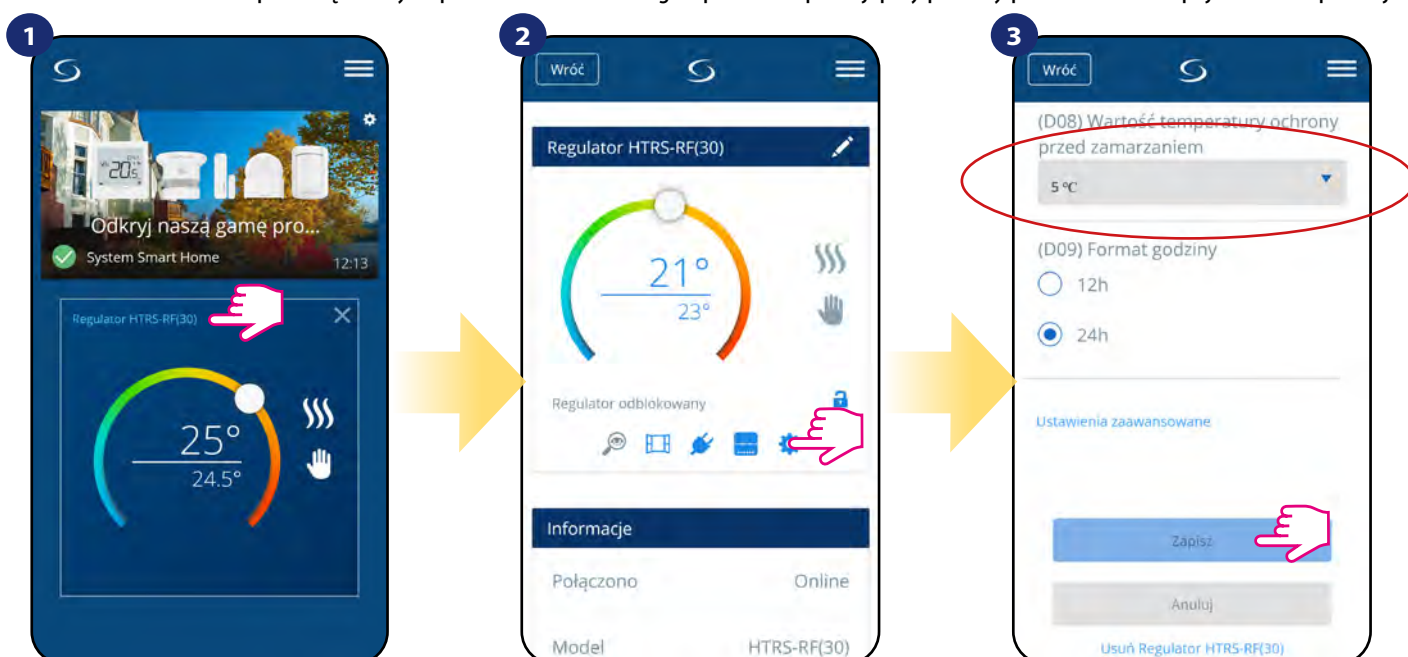 1
Odkryj naszą gamę pro...
System Smart Home
12:13
Regulator HTRS-RF(30)
25°
24.5°
2
Wróć
Regulator HTRS-RF(30)
21°
23°
Regulator odblokowany
Informacje
Połączono Online
Model HTRS-RF(30)
3
Wróć
(D08) Wartość temperatury ochrony
przed zamarzaniem
5 °C
(D09) Format godziny
12h
24h
Ustawienia zaawansowane
Zapisz
Anuluj
Usuń Regulator HTRS-RF(30)